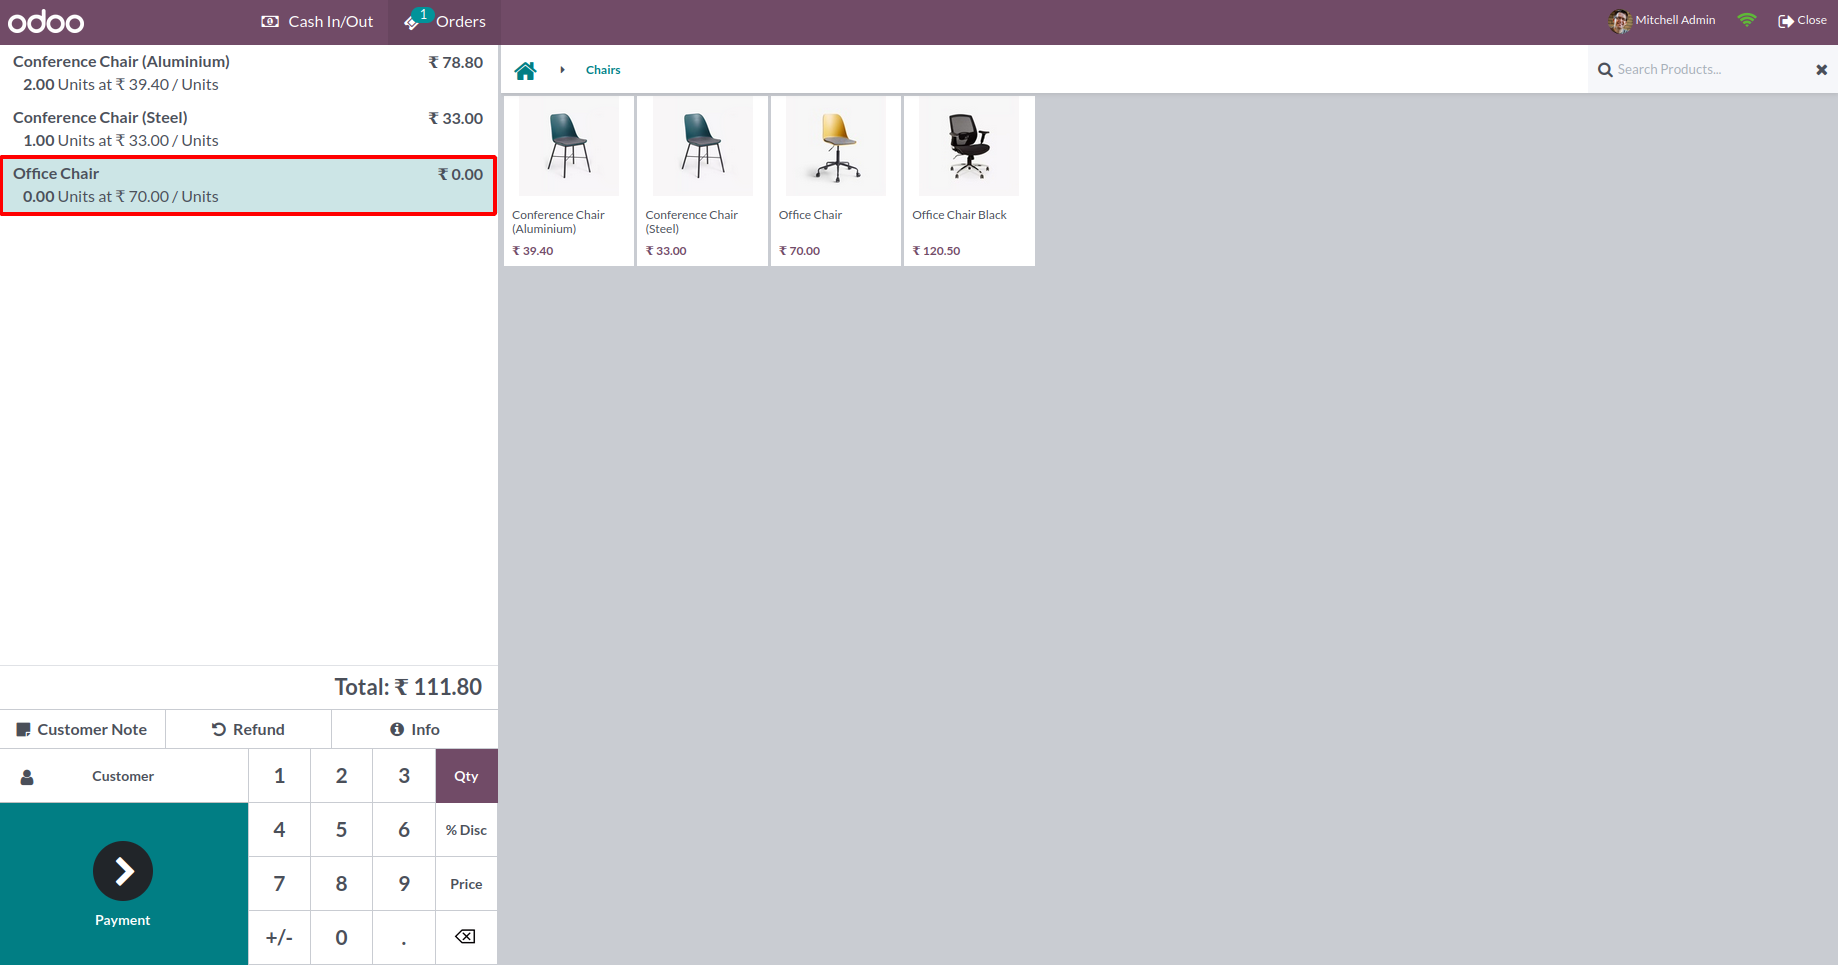 odoo
Cash In/Out
1
Orders
Mitchell Admin
Close
Conference Chair (Aluminium) ₹ 78.80
2.00 Units at ₹ 39.40 / Units
Conference Chair (Steel) ₹ 33.00
1.00 Units at ₹ 33.00 / Units
Office Chair ₹ 0.00
0.00 Units at ₹ 70.00 / Units
Total: ₹ 111.80
Customer Note
Refund
Info
Customer
1 2 3 Qty
4 5 6 % Disc
7 8 9 Price
+/- 0 .
Payment
Chairs
Search Products...
Conference Chair
(Aluminium)
₹ 39.40
Conference Chair
(Steel)
₹ 33.00
Office Chair
₹ 70.00
Office Chair Black
₹ 120.50